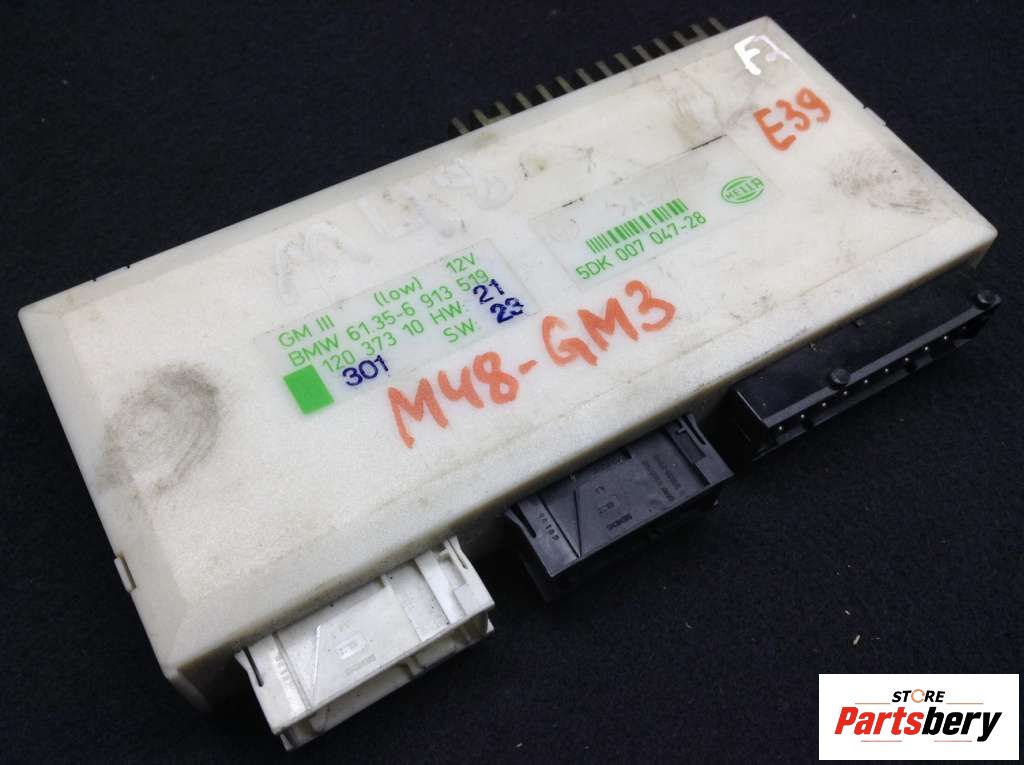 F2
E39
HELLA
5DK 007 047-28
GM III (low) 12V
BMW 61.35-6 913 519
120 373 10 HW: 21
301 SW: 23
M48-GM3
STORE
Partsbery